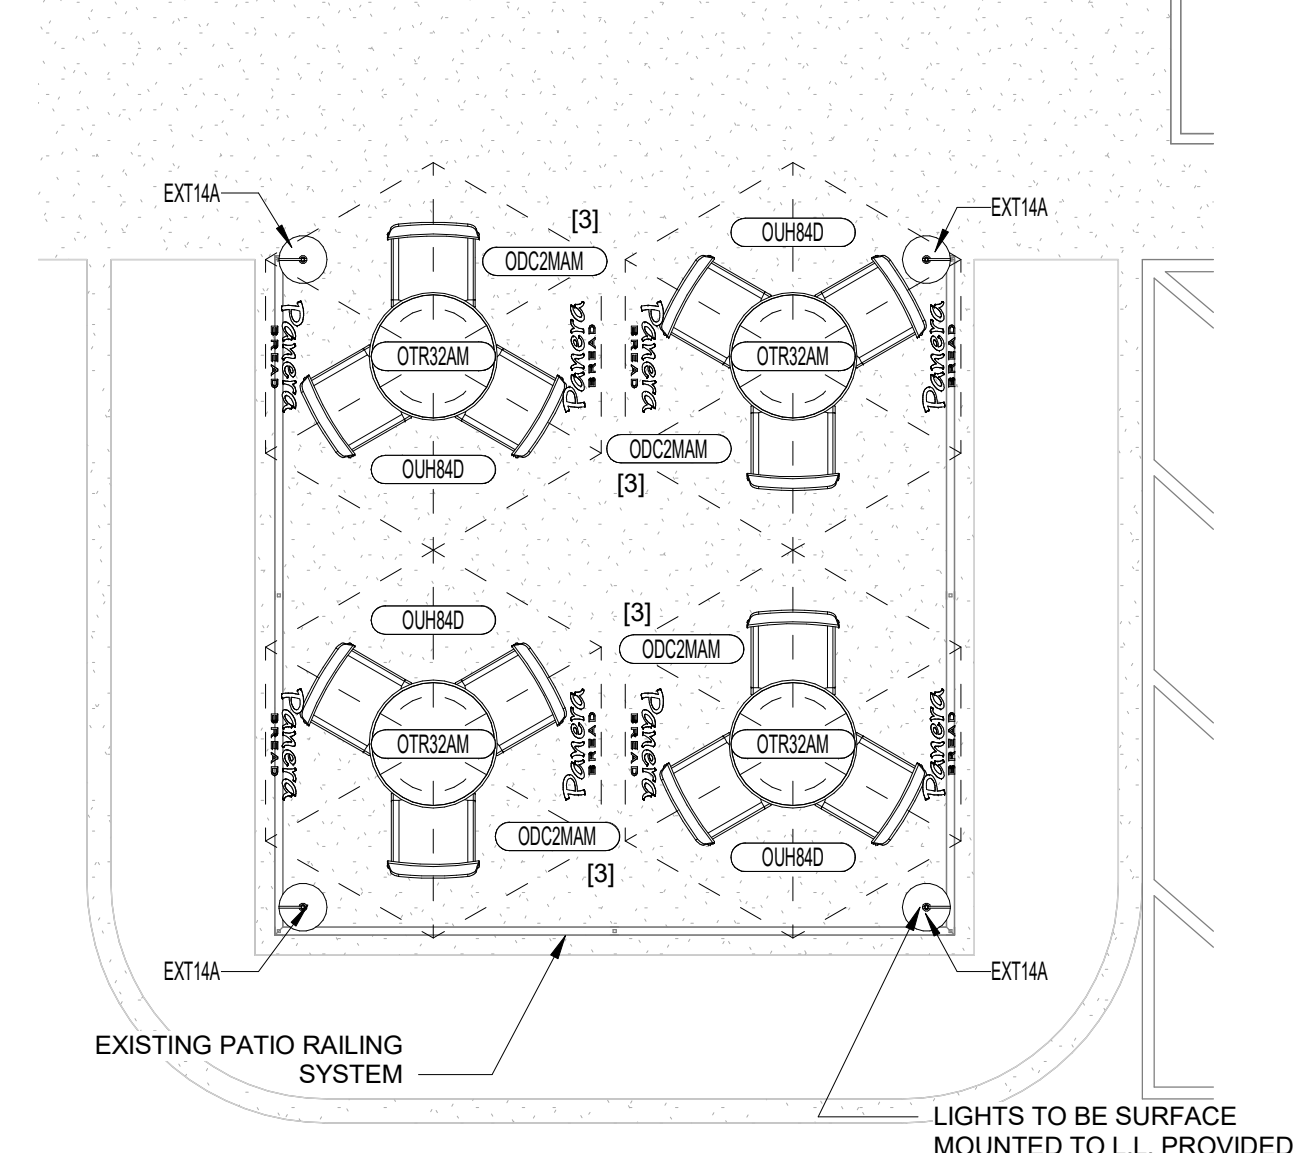 EXT14A
[3]
EXT14A
OUH84D
ODC2MAM
Panera
BREAD
Panera
BREAD
Panera
BREAD
Panera
BREAD
OTR32AM
OTR32AM
ODC2MAM
OUH84D
[3]
[3]
OUH84D
ODC2MAM
Panera
BREAD
Panera
BREAD
Panera
BREAD
Panera
BREAD
OTR32AM
OTR32AM
ODC2MAM
OUH84D
[3]
EXT14A
EXT14A
EXISTING PATIO RAILING
SYSTEM
LIGHTS TO BE SURFACE
MOUNTED TO L.L. PROVIDED